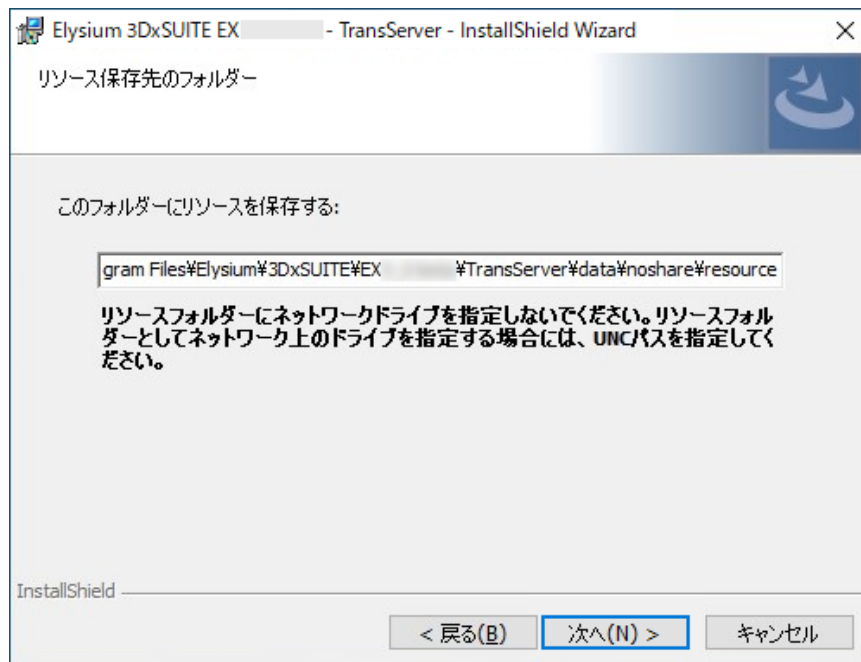 Elysium 3DxSUITE EX - TransServer - InstallShield Wizard
リソース保存先のフォルダー
このフォルダーにリソースを保存する:
gram Files¥Elysium¥3DxSUITE¥EX ¥TransServer¥data¥noshare¥resource
リソースフォルダーにネットワークドライブを指定しないでください。リソースフォル
ダーとしてネットワーク上のドライブを指定する場合には、UNCパスを指定してく
ださい。
InstallShield
< 戻る(B)
次へ(N) >
キャンセル